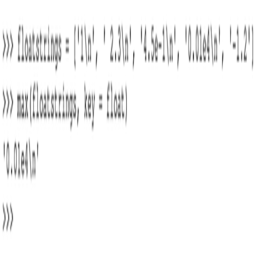 >>> floatstrings = ['1\n', ' 2.3\n', '4.5e-1\n', '0.01e4\n', '-1.2']
>>> max(floatstrings, key = float)
'0.01e4\n'
>>>